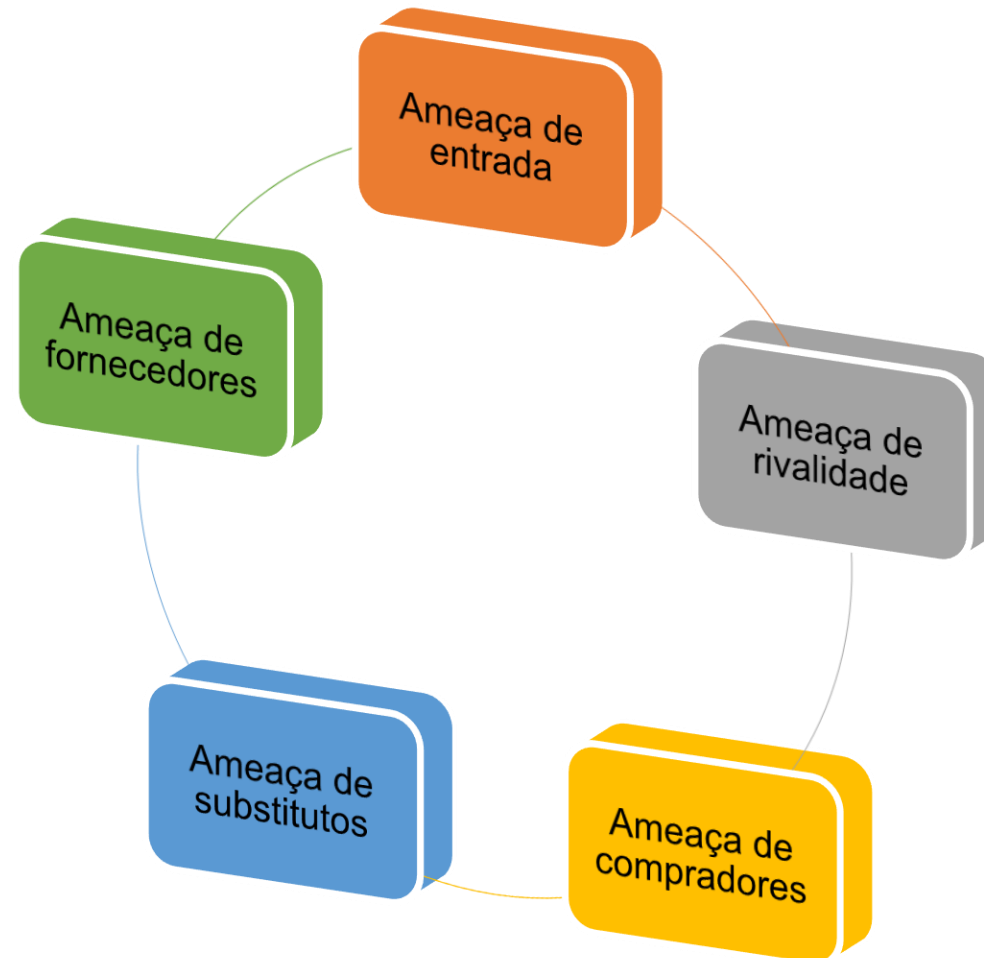 Ameaça de
entrada
Ameaça de
rivalidade
Ameaça de
compradores
Ameaça de
substitutos
Ameaça de
fornecedores